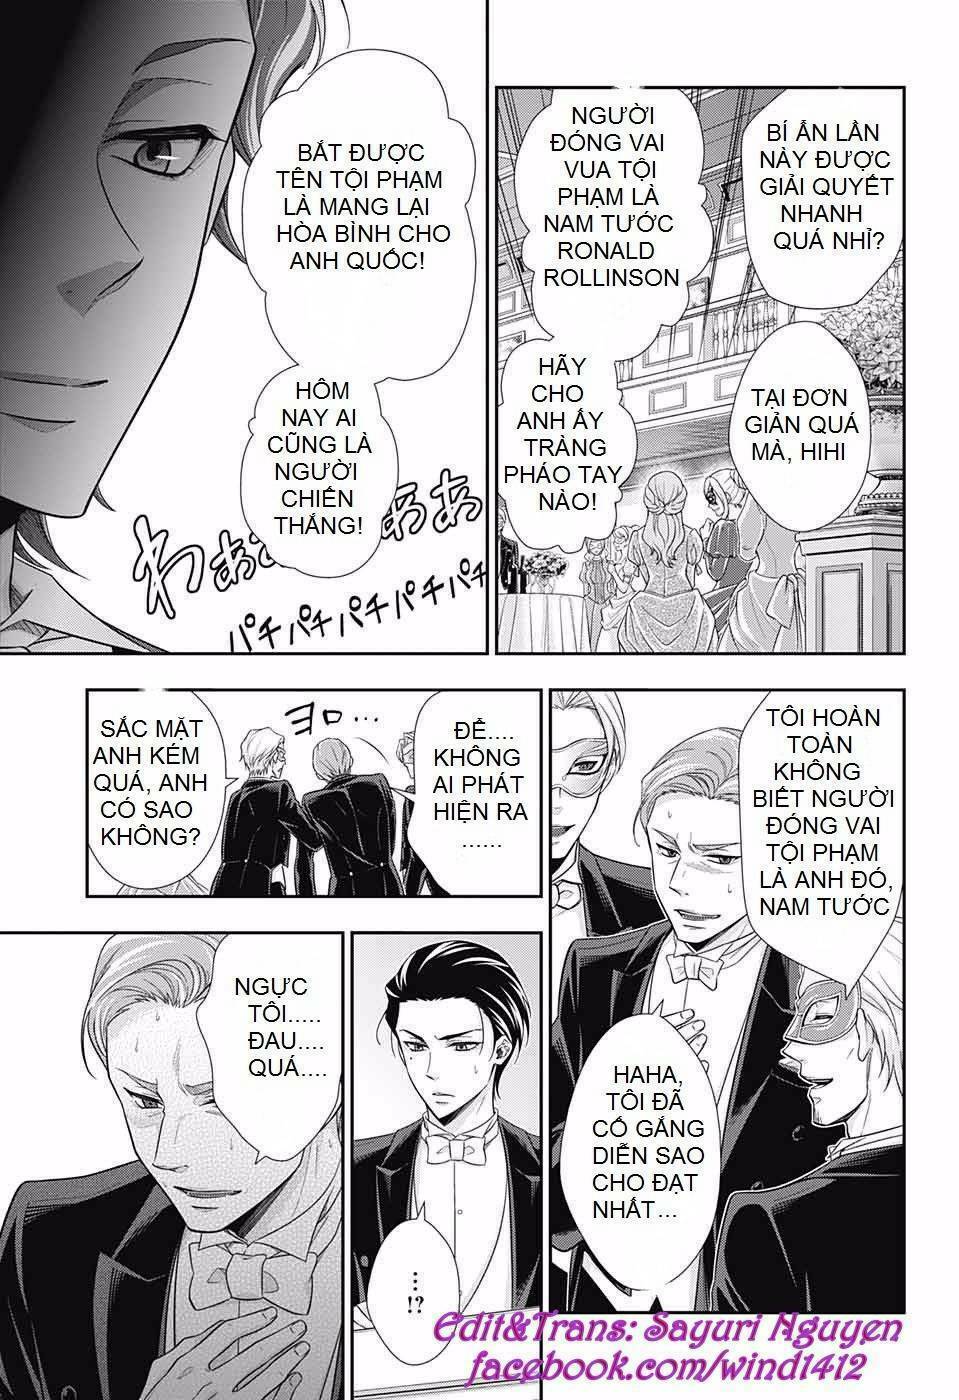 BÍ ẨN LẦN
NÀY ĐƯỢC
GIẢI QUYẾT
NHANH
QUÁ NHỈ?
TẠI ĐƠN
GIẢN QUÁ
MÀ, HIHI
NGƯỜI
ĐÓNG VAI
VUA TỘI
PHẠM LÀ
NAM TƯỚC
RONALD
ROLLINSON
HÃY
CHO
ANH ẤY
TRÀNG
PHÁO TAY
NÀO!
BẮT ĐƯỢC
TÊN TỘI PHẠM
LÀ MANG LẠI
HÒA BÌNH CHO
ANH QUỐC!
HÔM
NAY AI
CŨNG LÀ
NGƯỜI
CHIẾN
THẮNG!
パチパチパチパチパチ
TÔI HOÀN
TOÀN
KHÔNG
BIẾT NGƯỜI
ĐÓNG VAI
TỘI PHẠM
LÀ ANH ĐÓ,
NAM TƯỚC
HAHA,
TÔI ĐÃ
CỐ GẮNG
DIỄN SAO
CHO ĐẠT
NHẤT...
ĐỂ....
KHÔNG
AI PHÁT
HIỆN RA
......
ヨロ…
SẮC MẶT
ANH KÉM
QUÁ, ANH
CÓ SAO
KHÔNG?
…!?
NGỰC
TÔI.....
ĐAU....
QUÁ....
Edit&Trans: Sayuri Nguyen
facebook.com/wind1412